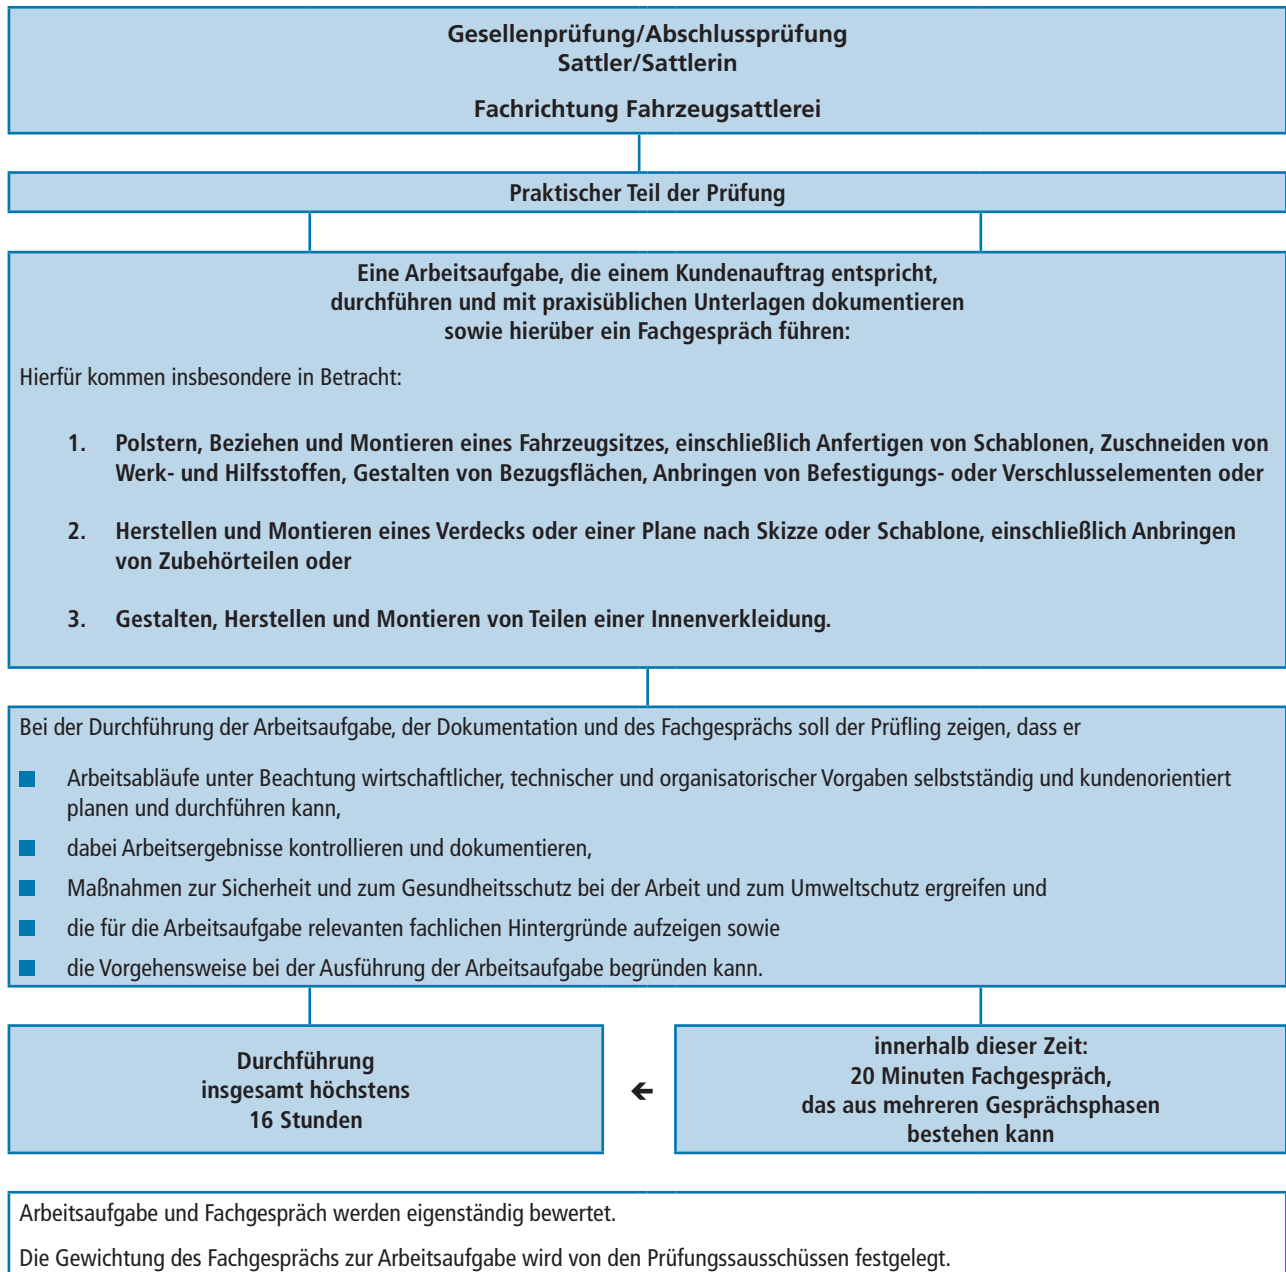 Gesellenprüfung/Abschlussprüfung
Sattler/Sattlerin
Fachrichtung Fahrzeugsattlerei
Praktischer Teil der Prüfung
Eine Arbeitsaufgabe, die einem Kundenauftrag entspricht,
durchführen und mit praxisüblichen Unterlagen dokumentieren
sowie hierüber ein Fachgespräch führen:
Hierfür kommen insbesondere in Betracht:
1. Polstern, Beziehen und Montieren eines Fahrzeugsitzes, einschließlich Anfertigen von Schablonen, Zuschneiden von
Werk- und Hilfsstoffen, Gestalten von Bezugsflächen, Anbringen von Befestigungs- oder Verschlusselementen oder
2. Herstellen und Montieren eines Verdecks oder einer Plane nach Skizze oder Schablone, einschließlich Anbringen
von Zubehörteilen oder
3. Gestalten, Herstellen und Montieren von Teilen einer Innenverkleidung.
Bei der Durchführung der Arbeitsaufgabe, der Dokumentation und des Fachgesprächs soll der Prüfling zeigen, dass er
■ Arbeitsabläufe unter Beachtung wirtschaftlicher, technischer und organisatorischer Vorgaben selbstständig und kundenorientiert
planen und durchführen kann,
■ dabei Arbeitsergebnisse kontrollieren und dokumentieren,
■ Maßnahmen zur Sicherheit und zum Gesundheitsschutz bei der Arbeit und zum Umweltschutz ergreifen und
■ die für die Arbeitsaufgabe relevanten fachlichen Hintergründe aufzeigen sowie
■ die Vorgehensweise bei der Ausführung der Arbeitsaufgabe begründen kann.
Durchführung
insgesamt höchstens
16 Stunden
←
innerhalb dieser Zeit:
20 Minuten Fachgespräch,
das aus mehreren Gesprächsphasen
bestehen kann
Arbeitsaufgabe und Fachgespräch werden eigenständig bewertet.
Die Gewichtung des Fachgesprächs zur Arbeitsaufgabe wird von den Prüfungssausschüssen festgelegt.